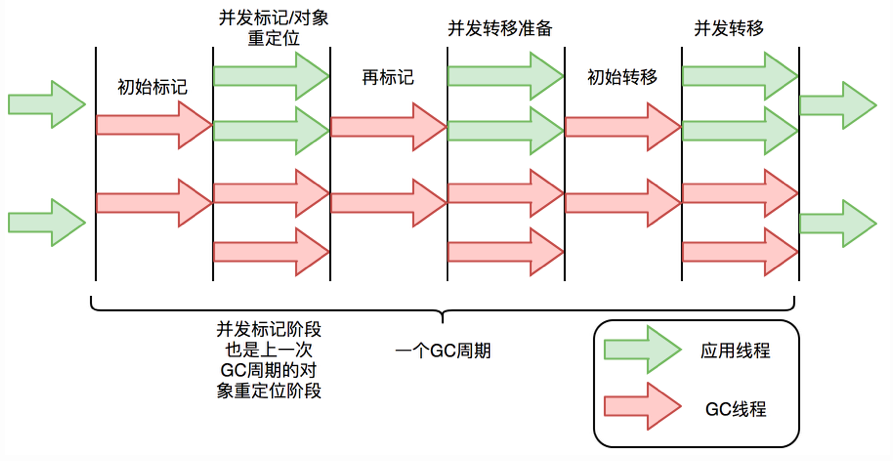 初始标记
并发标记/对象
重定位
再标记
并发转移准备
初始转移
并发转移
并发标记阶段
也是上一次
GC周期的对
象重定位阶段
一个GC周期
应用线程
GC线程